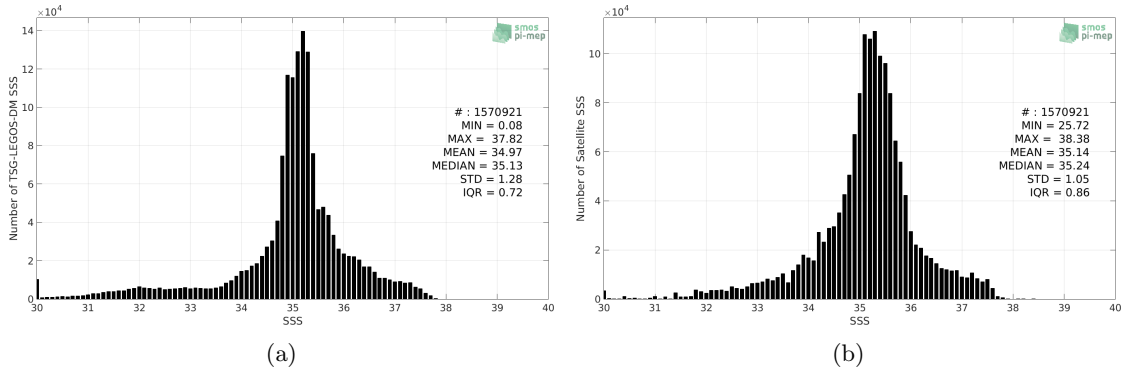 ×10⁴
14
12
10
8
6
4
2
0
Number of TSG-LEGOS-DM SSS
30 31 32 33 34 35 36 37 38 39 40
SSS
smos
pi-mep
# : 1570921
MIN = 0.08
MAX = 37.82
MEAN = 34.97
MEDIAN = 35.13
STD = 1.28
IQR = 0.72
(a)
×10⁴
10
8
6
4
2
0
Number of Satellite SSS
30 31 32 33 34 35 36 37 38 39 40
SSS
smos
pi-mep
# : 1570921
MIN = 25.72
MAX = 38.38
MEAN = 35.14
MEDIAN = 35.24
STD = 1.05
IQR = 0.86
(b)